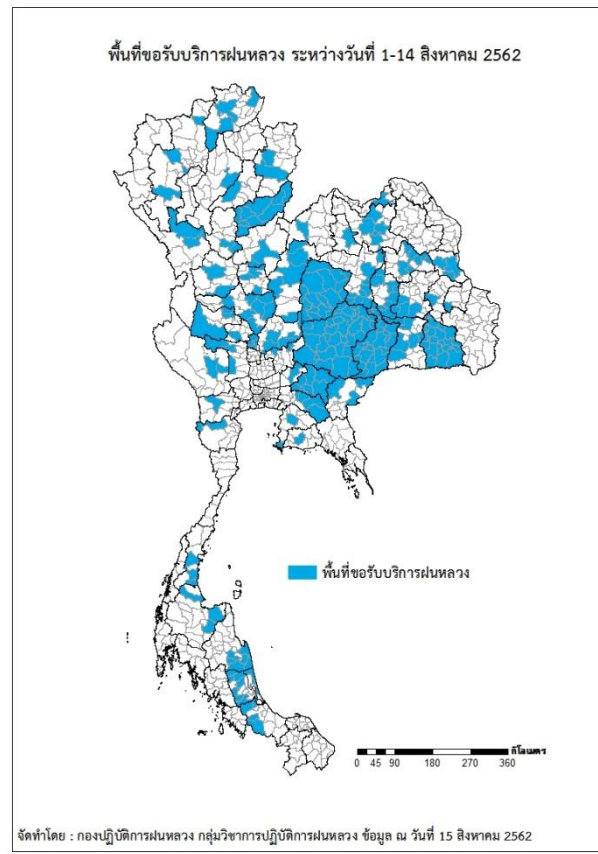 พื้นที่ขอรับบริการฝนหลวง ระหว่างวันที่ 1-14 สิงหาคม 2562
พื้นที่ขอรับบริการฝนหลวง
กิโลเมตร
0 45 90 180 270 360
จัดทำโดย : กองปฏิบัติการฝนหลวง กลุ่มวิชาการปฏิบัติการฝนหลวง ข้อมูล ณ วันที่ 15 สิงหาคม 2562